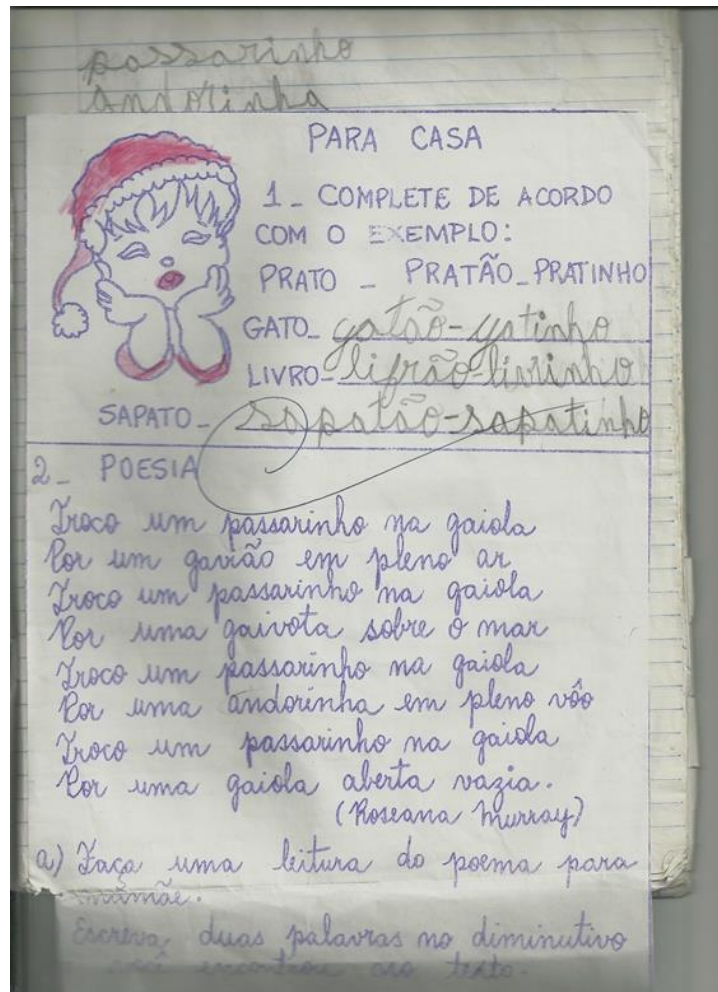 passarinho
andorinha
PARA CASA
1_ COMPLETE DE ACORDO
COM O EXEMPLO:
PRATO _ PRATÃO_PRATINHO
GATO_ gatão-gatinho
LIVRO-lifrão-livrinho
SAPATO_ sapatão-sapatinho
2_ POESIA
Troco um passarinho na gaiola
Por um gavião em pleno ar
Troco um passarinho na gaiola
Por uma gaivota sobre o mar
Troco um passarinho na gaiola
Por uma andorinha em pleno vôo
Troco um passarinho na gaiola
Por uma gaiola aberta vazia.
(Roseana Murray)
a) Faça uma leitura do poema para
mamãe.
Escreva duas palavras no diminutivo
você encontrou no texto.